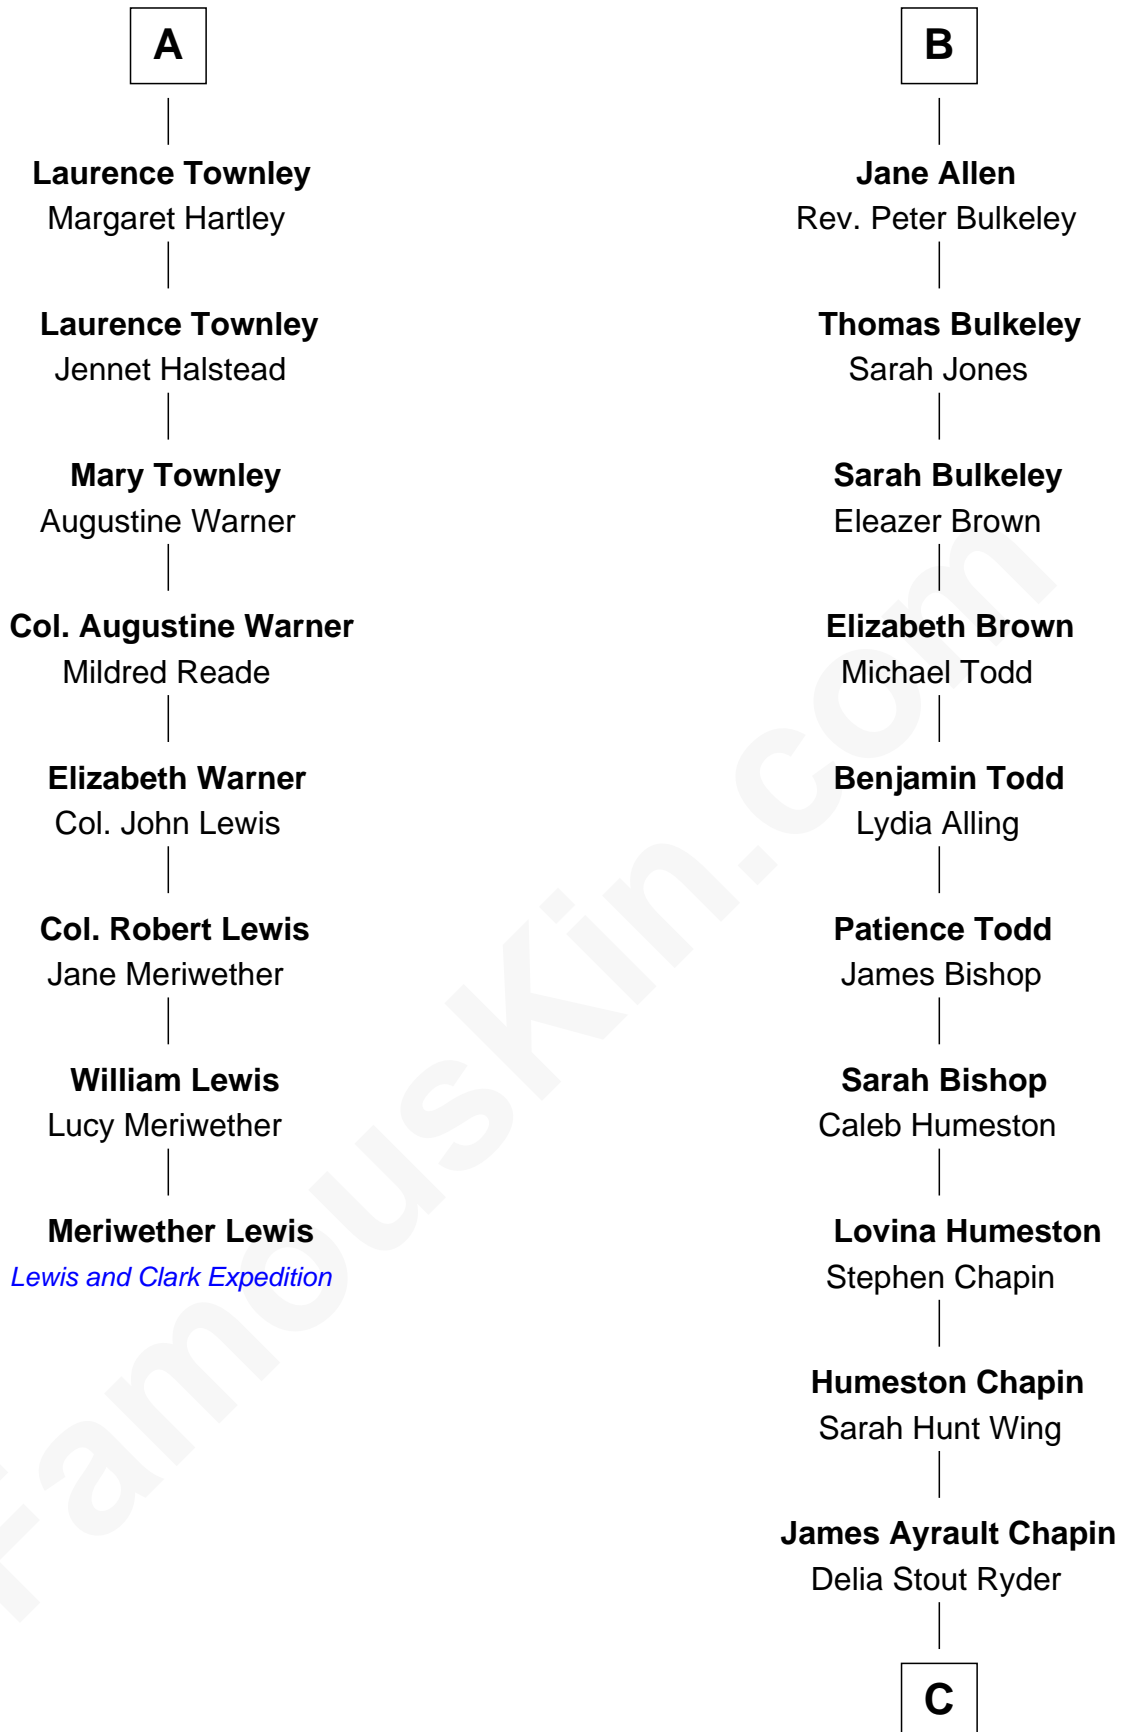 A
Laurence Townley
Margaret Hartley
Laurence Townley
Jennet Halstead
Mary Townley
Augustine Warner
Col. Augustine Warner
Mildred Reade
Elizabeth Warner
Col. John Lewis
Col. Robert Lewis
Jane Meriwether
William Lewis
Lucy Meriwether
Meriwether Lewis
Lewis and Clark Expedition
B
Jane Allen
Rev. Peter Bulkeley
Thomas Bulkeley
Sarah Jones
Sarah Bulkeley
Eleazer Brown
Elizabeth Brown
Michael Todd
Benjamin Todd
Lydia Alling
Patience Todd
James Bishop
Sarah Bishop
Caleb Humeston
Lovina Humeston
Stephen Chapin
Humeston Chapin
Sarah Hunt Wing
James Ayrault Chapin
Delia Stout Ryder
C
FamousKin.com